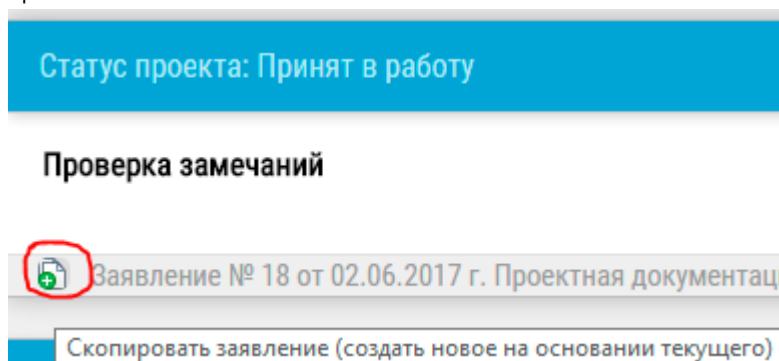 Статус проекта: Принят в работу
Проверка замечаний
Заявление № 18 от 02.06.2017 г. Проектная
Скопировать заявление (создать новое на основании текущего)